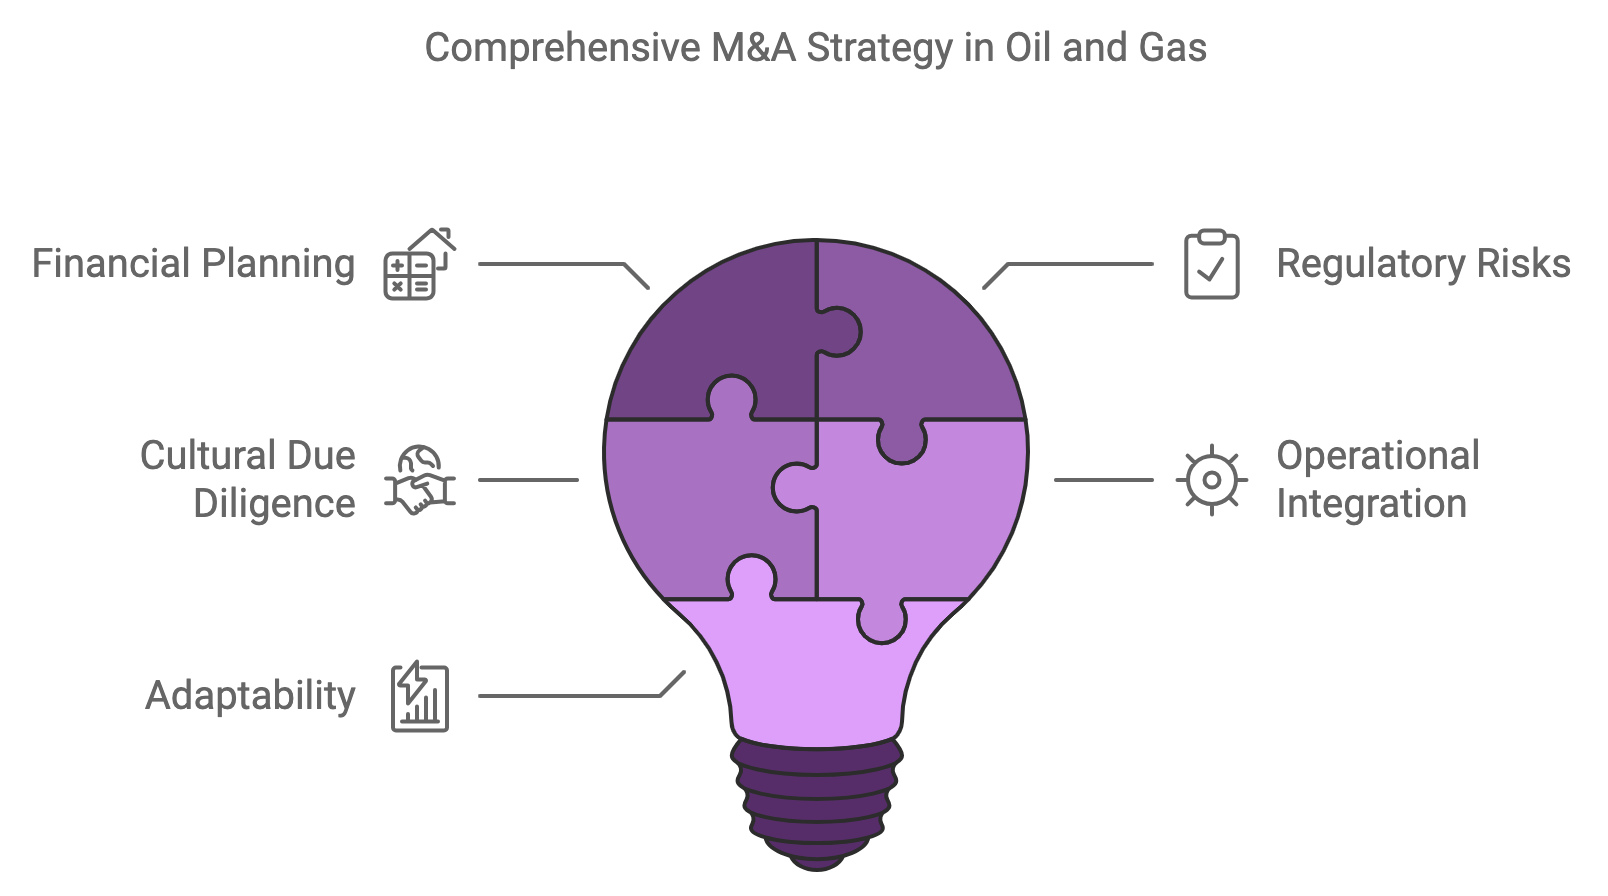 Comprehensive M&A Strategy in Oil and Gas
Financial Planning
Regulatory Risks
Cultural Due
Diligence
Operational
Integration
Adaptability